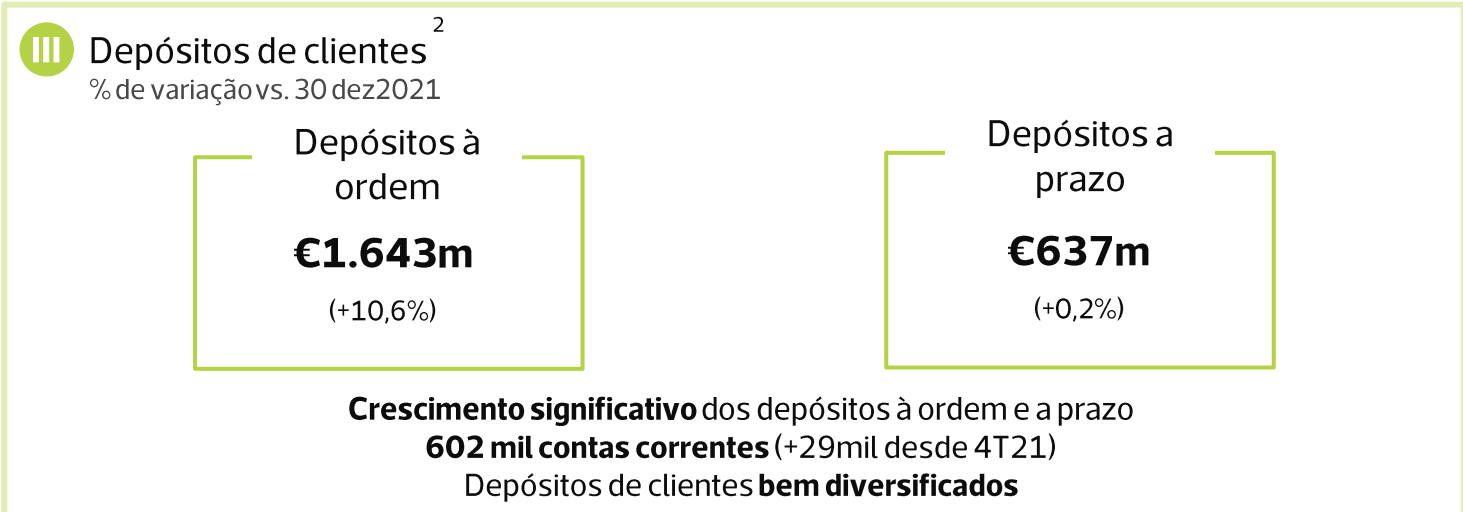 III
Depósitos de clientes 2
% de variação vs. 30 dez2021
Depósitos à
ordem
€1.643m
(+10,6%)
Depósitos a
prazo
€637m
(+0,2%)
Crescimento significativo dos depósitos à ordem e a prazo
602 mil contas correntes (+29mil desde 4T21)
Depósitos de clientes bem diversificados